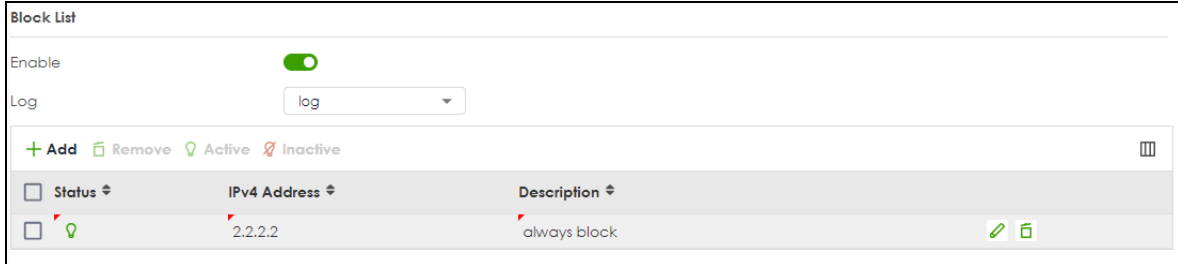 Block List
Enable
Log log
Add Remove Active Inactive
Status IPv4 Address Description
2.2.2.2 always block